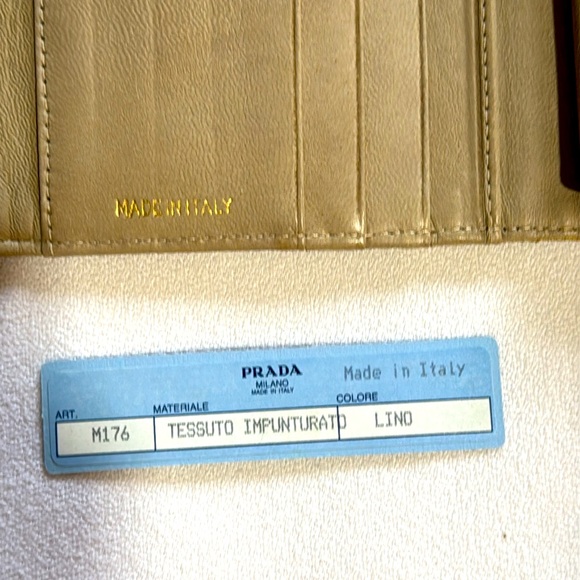 MADE IN ITALY
PRADA Made in Italy
MILANO
MADE IN ITALY
ART. MATERIALE COLORE
M176 TESSUTO IMPUNTURATO LINO